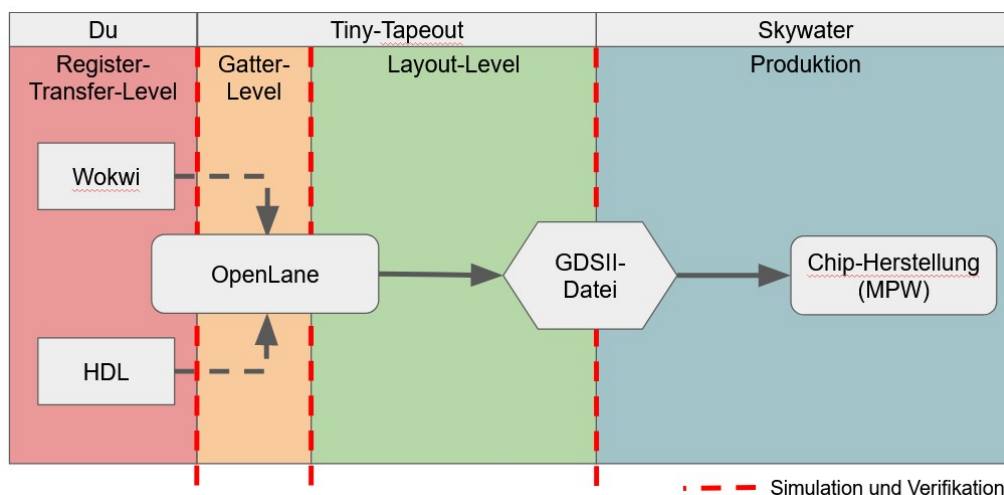 Du
Tiny-Tapeout
Skywater
Register-
Transfer-Level
Gatter-
Level
Layout-Level
Produktion
Wokwi
OpenLane
GDSII-
Datei
Chip-Herstellung
(MPW)
HDL
Simulation und Verifikation